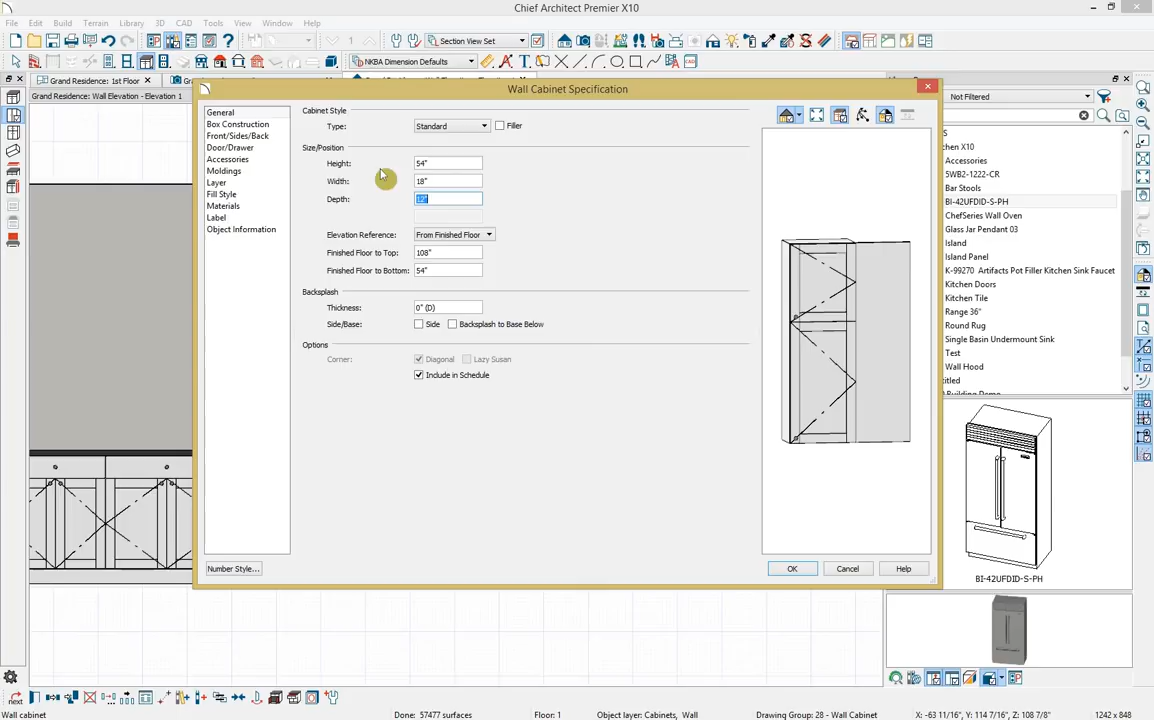 Chief Architect Premier X10
File Edit Build Terrain Library 3D CAD Tools View Window Help
1
Section View Set
NKBA Dimension Defaults
Grand Residence: 1st Floor
Grand Residence: Wall Elevation - Elevation 1
Wall Cabinet Specification
General
Box Construction
Front/Sides/Back
Door/Drawer
Accessories
Moldings
Layer
Fill Style
Materials
Label
Object Information
Cabinet Style
Type: Standard Filler
Size/Position
Height: 54"
Width: 18"
Depth: 12"
Elevation Reference: From Finished Floor
Finished Floor to Top: 108"
Finished Floor to Bottom: 54"
Backsplash
Thickness: 0" (D)
Side/Base: Side Backsplash to Base Below
Options
Corner: Diagonal Lazy Susan
Include in Schedule
Number Style...
OK Cancel Help
Not Filtered
S
chen X10
Accessories
5WB2-1222-CR
Bar Stools
BI-42UFDID-S-PH
ChefSeries Wall Oven
Glass Jar Pendant 03
Island
Island Panel
K-99270 Artifacts Pot Filler Kitchen Sink Faucet
Kitchen Doors
Kitchen Tile
Range 36"
Round Rug
Single Basin Undermount Sink
Test
Wall Hood
titled
BI-42UFDID-S-PH
next
Wall cabinet Done: 57477 surfaces Floor: 1 Object layer: Cabinets, Wall Drawing Group: 28 - Wall Cabinet X: -63 11/16", Y: 114 7/16", Z: 108 7/8" 1242 x 848